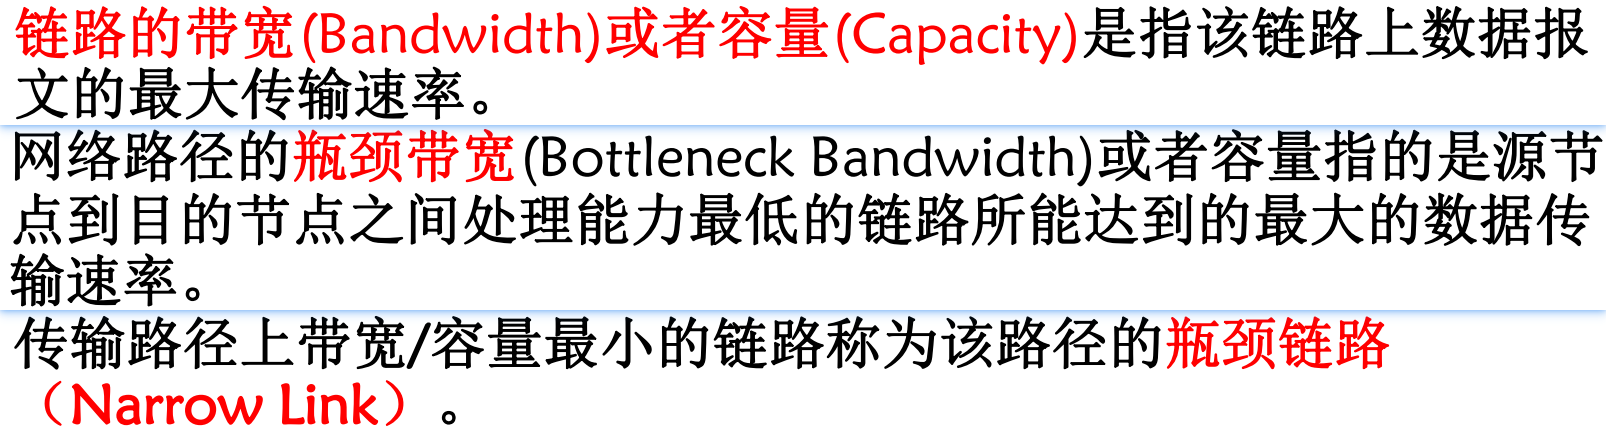 链路的带宽(Bandwidth)或者容量(Capacity)是指该链路上数据报
文的最大传输速率。
网络路径的瓶颈带宽(Bottleneck Bandwidth)或者容量指的是源节
点到目的节点之间处理能力最低的链路所能达到的最大的数据传
输速率。
传输路径上带宽/容量最小的链路称为该路径的瓶颈链路
（Narrow Link）。